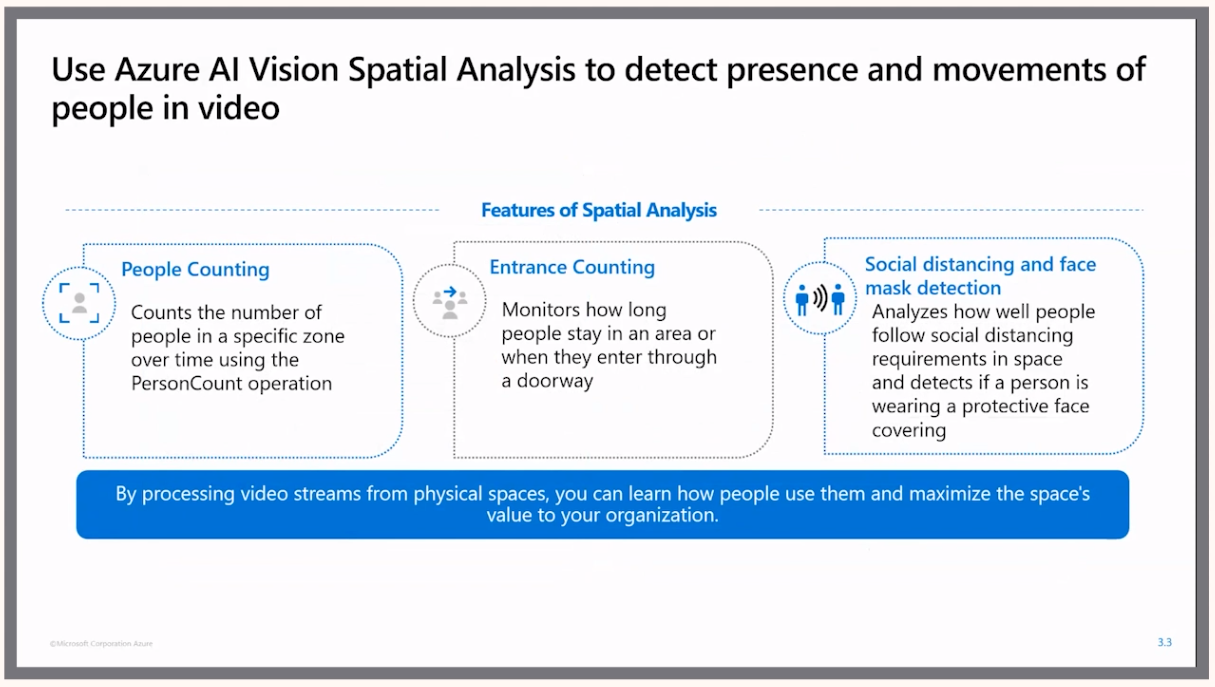 Use Azure AI Vision Spatial Analysis to detect presence and movements of
people in video
Features of Spatial Analysis
People Counting
Counts the number of
people in a specific zone
over time using the
PersonCount operation
Entrance Counting
Monitors how long
people stay in an area or
when they enter through
a doorway
Social distancing and face
mask detection
Analyzes how well people
follow social distancing
requirements in space
and detects if a person is
wearing a protective face
covering
By processing video streams from physical spaces, you can learn how people use them and maximize the space's
value to your organization.
©Microsoft Corporation Azure
3.3